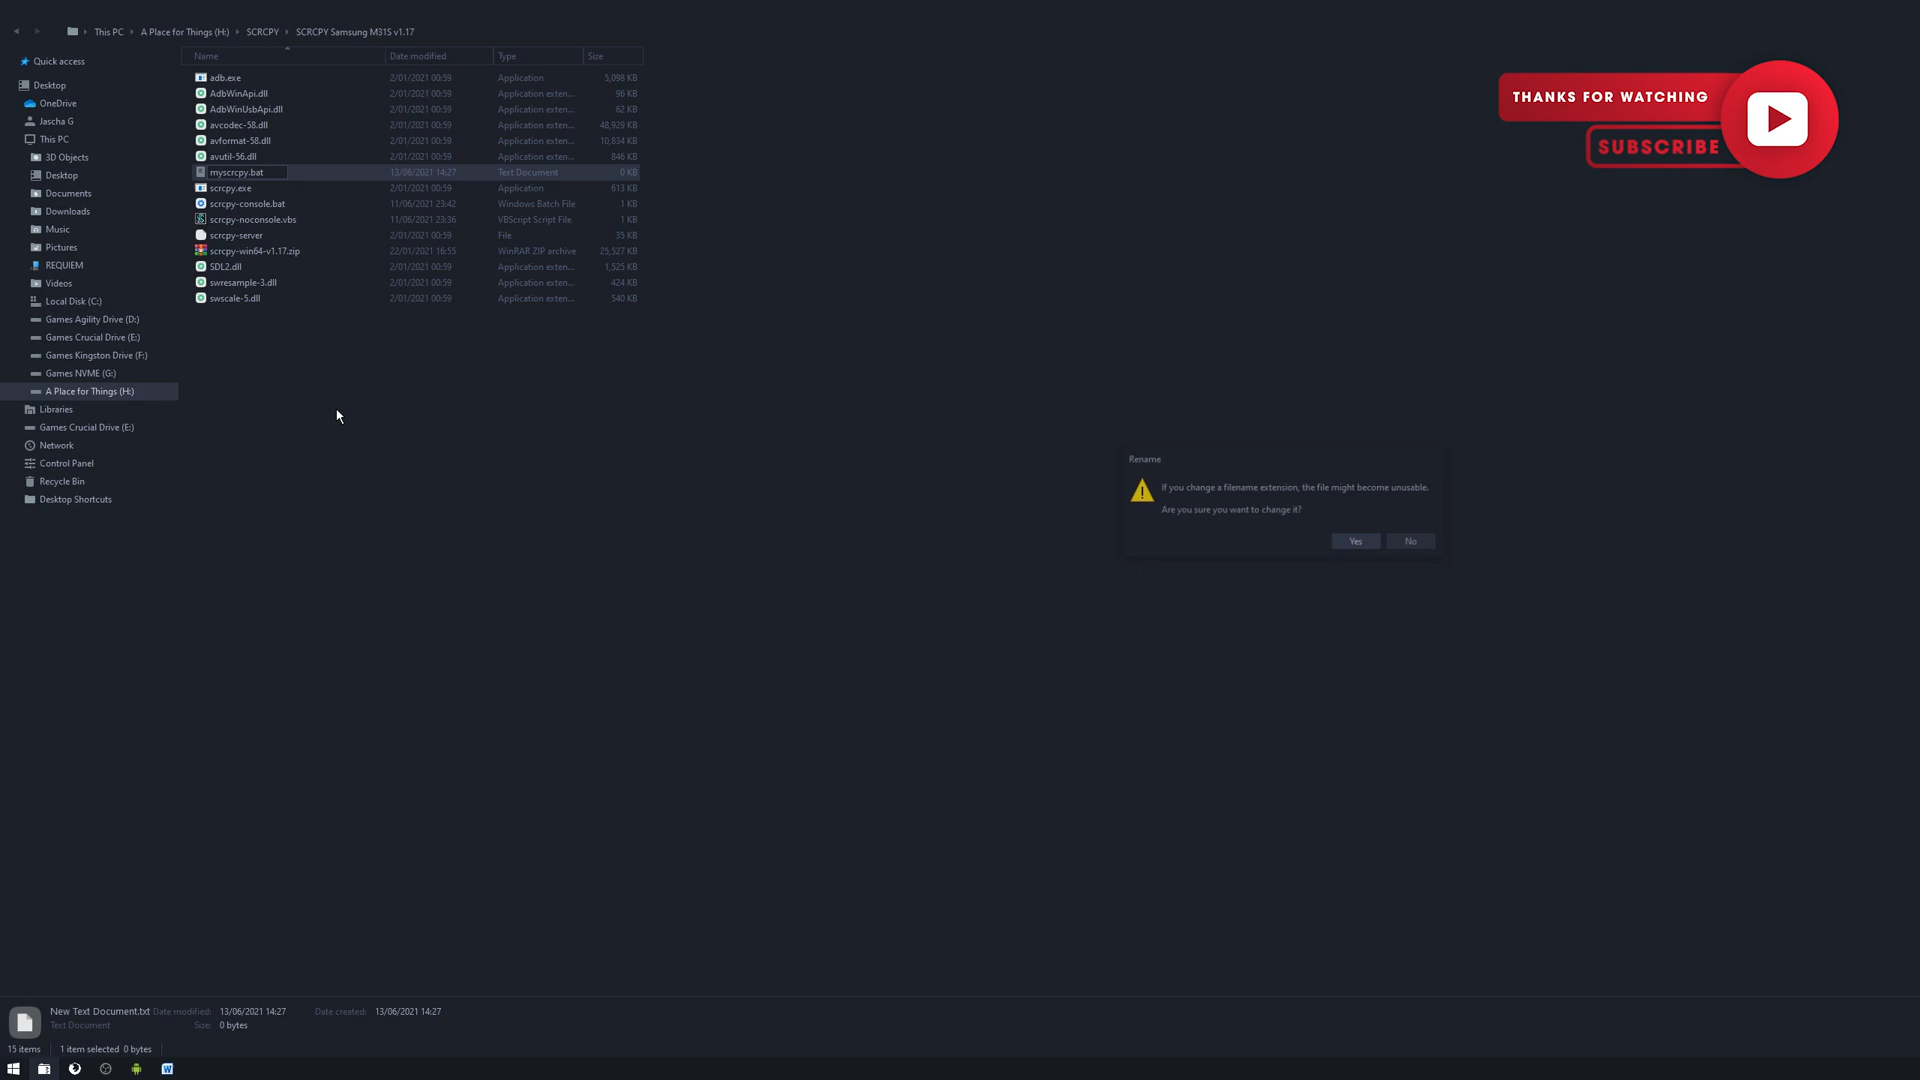 This PC
A Place for Things (H:)
SCRCPY
SCRCPY Samsung M31S v1.17
Name Date modified Type Size
Quick access
Desktop
OneDrive
Jascha G
This PC
3D Objects
Desktop
Documents
Downloads
Music
Pictures
REQUIEM
Videos
Local Disk (C:)
Games Agility Drive (D:)
Games Crucial Drive (E:)
Games Kingston Drive (F:)
Games NVME (G:)
A Place for Things (H:)
Libraries
Games Crucial Drive (E:)
Network
Control Panel
Recycle Bin
Desktop Shortcuts
adb.exe 2/01/2021 00:59 Application 5,098 KB
AdbWinApi.dll 2/01/2021 00:59 Application exten... 96 KB
AdbWinUsbApi.dll 2/01/2021 00:59 Application exten... 62 KB
avcodec-58.dll 2/01/2021 00:59 Application exten... 48,929 KB
avformat-58.dll 2/01/2021 00:59 Application exten... 10,834 KB
avutil-56.dll 2/01/2021 00:59 Application exten... 846 KB
myscrcpy.bat 13/06/2021 14:27 Text Document 0 KB
scrcpy.exe 2/01/2021 00:59 Application 613 KB
scrcpy-console.bat 11/06/2021 23:42 Windows Batch File 1 KB
scrcpy-noconsole.vbs 11/06/2021 23:36 VBScript Script File 1 KB
scrcpy-server 2/01/2021 00:59 File 35 KB
scrcpy-win64-v1.17.zip 22/01/2021 16:55 WinRAR ZIP archive 25,527 KB
SDL2.dll 2/01/2021 00:59 Application exten... 1,525 KB
swresample-3.dll 2/01/2021 00:59 Application exten... 424 KB
swscale-5.dll 2/01/2021 00:59 Application exten... 540 KB
THANKS FOR WATCHING
SUBSCRIBE
Rename
If you change a filename extension, the file might become unusable.
Are you sure you want to change it?
Yes No
New Text Document.txt Date modified: 13/06/2021 14:27 Date created: 13/06/2021 14:27
Text Document Size: 0 bytes
15 items 1 item selected 0 bytes